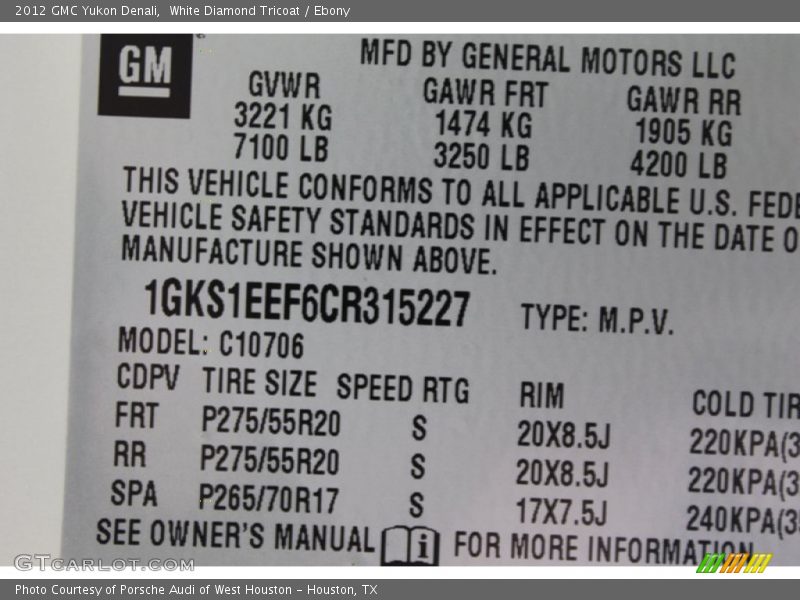 2012 GMC Yukon Denali, White Diamond Tricoat / Ebony
GM
MFD BY GENERAL MOTORS LLC
GVWR GAWR FRT GAWR RR
3221 KG 1474 KG 1905 KG
7100 LB 3250 LB 4200 LB
THIS VEHICLE CONFORMS TO ALL APPLICABLE U.S. FEDE
VEHICLE SAFETY STANDARDS IN EFFECT ON THE DATE O
MANUFACTURE SHOWN ABOVE.
1GKS1EEF6CR315227 TYPE: M.P.V.
MODEL: C10706
CDPV TIRE SIZE SPEED RTG RIM COLD TIR
FRT P275/55R20 S 20X8.5J 220KPA(3
RR P275/55R20 S 20X8.5J 220KPA(3
SPA P265/70R17 S 17X7.5J 240KPA(3
SEE OWNER'S MANUAL i FOR MORE INFORMATION
GTCARLOT.COM
Photo Courtesy of Porsche Audi of West Houston - Houston, TX